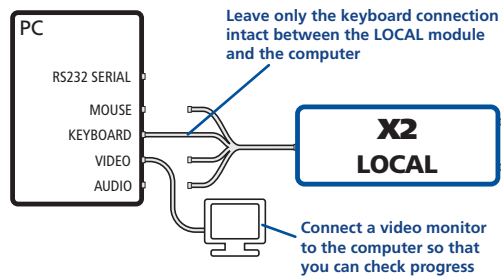 Leave only the keyboard connection
intact between the LOCAL module
and the computer
PC
RS232 SERIAL
MOUSE
KEYBOARD
VIDEO
AUDIO
X2
LOCAL
Connect a video monitor
to the computer so that
you can check progress